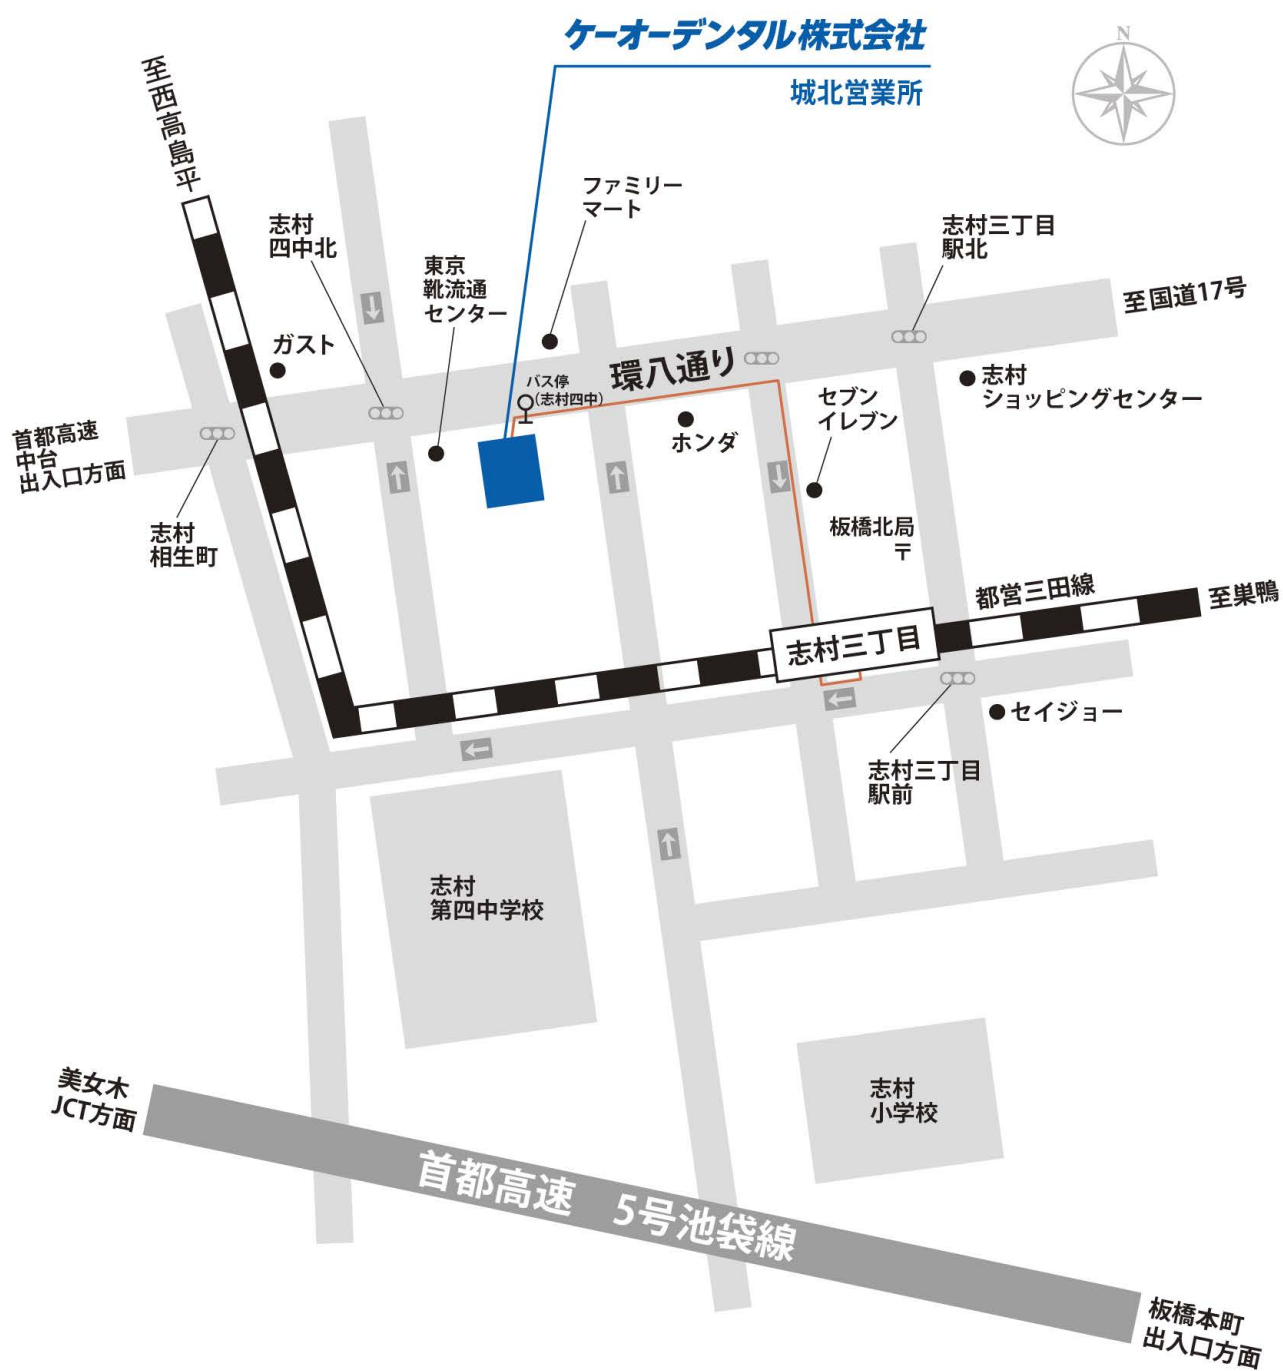 ケーオーデンタル株式会社
城北営業所
N
至西高島平
志村
四中北
東京
靴流通
センター
ファミリー
マート
志村三丁目
駅北
至国道17号
ガスト
バス停
(志村四中)
環八通り
セブン
イレブン
志村
ショッピングセンター
首都高速
中台
出入口方面
ホンダ
志村
相生町
板橋北局
〒
都営三田線
至巣鴨
志村三丁目
セイジョー
志村三丁目
駅前
志村
第四中学校
志村
小学校
美女木
JCT方面
首都高速 5号池袋線
板橋本町
出入口方面